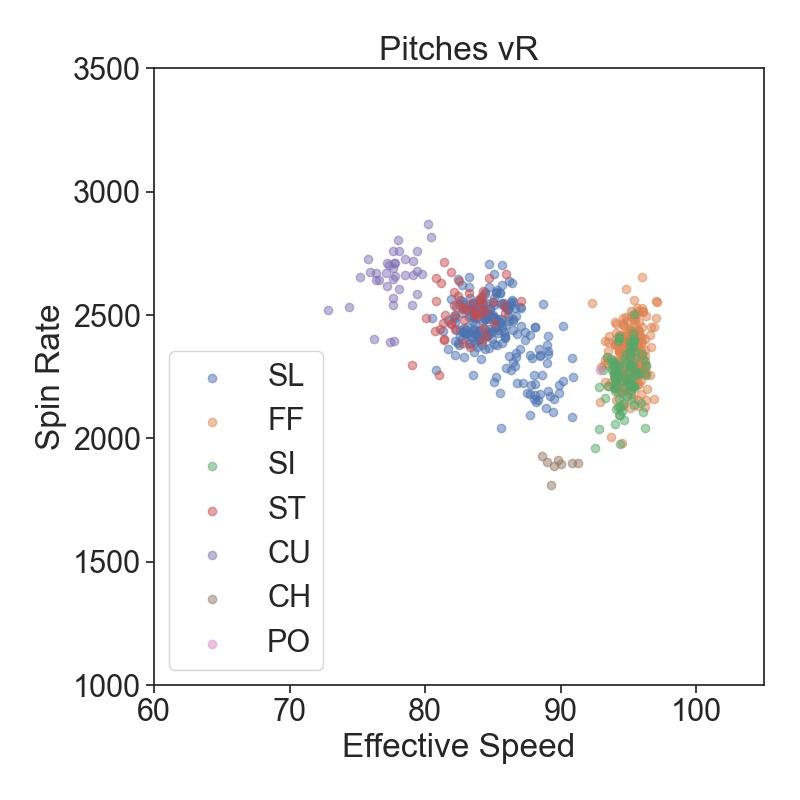 Pitches vR
3500
3000
2500
2000
1500
1000
Spin Rate
SL
FF
SI
ST
CU
CH
PO
60 70 80 90 100
Effective Speed